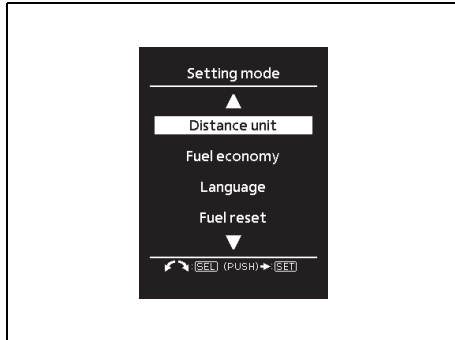 Setting mode
Distance unit
Fuel economy
Language
Fuel reset
:SEL (PUSH)➔:SET